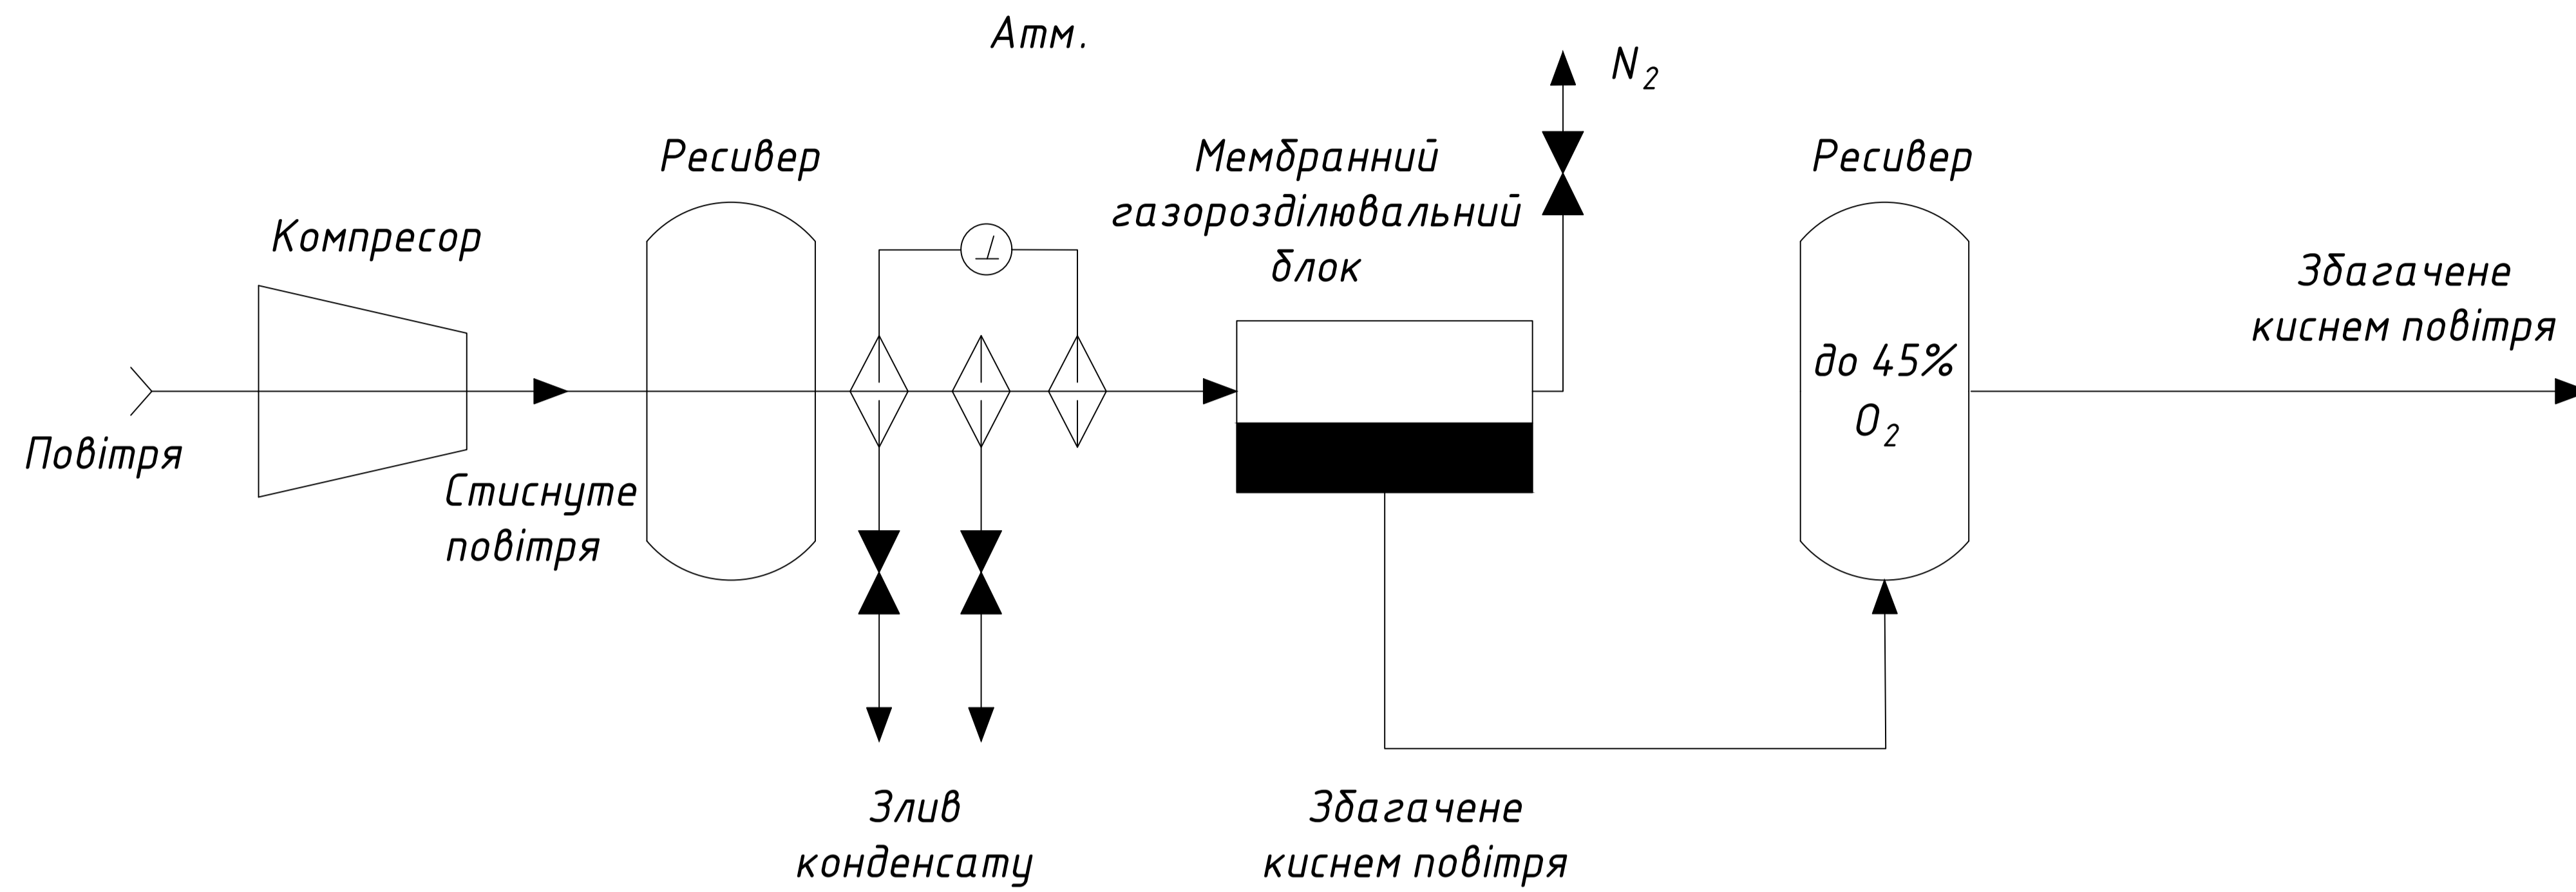 Атм.
N2
Ресивер
Мембранний
газорозділювальний
блок
Ресивер
Компресор
Збагачене
киснем повітря
до 45%
O2
Повітря
Стиснуте
повітря
Злив
конденсату
Збагачене
киснем повітря